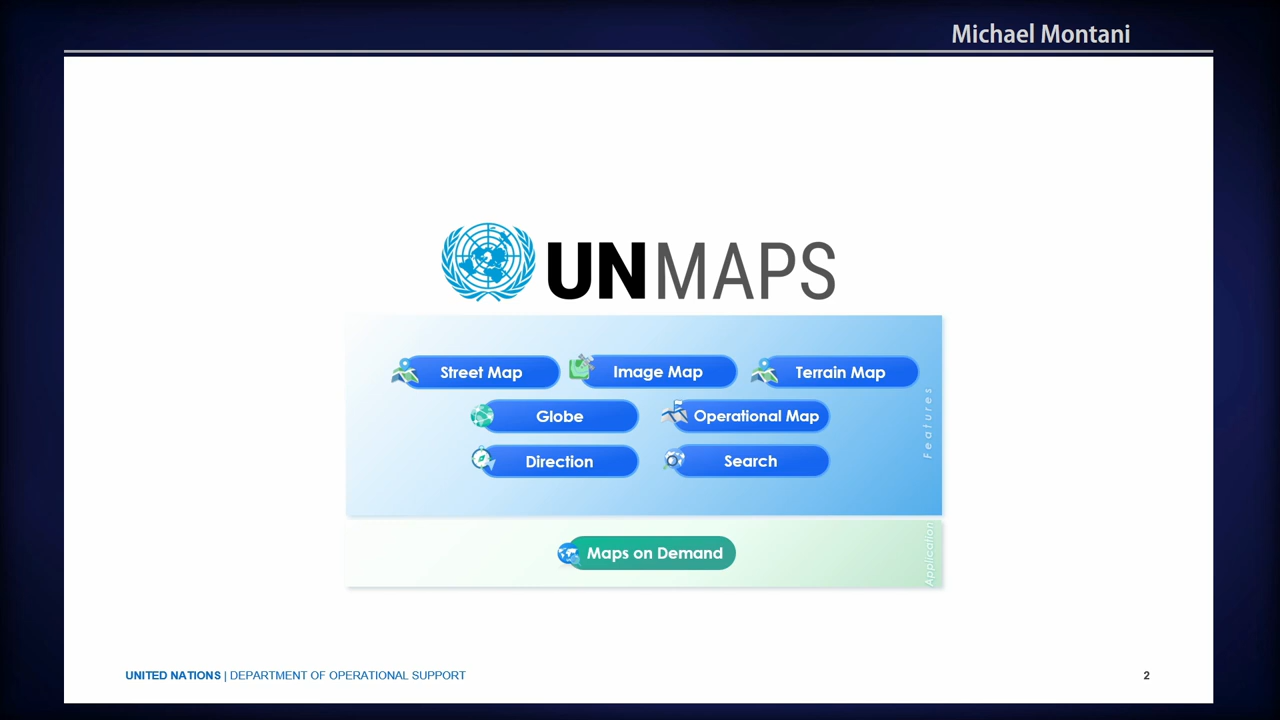 Michael Montani
UNMAPS
Street Map
Image Map
Terrain Map
Globe
Operational Map
Direction
Search
Features
Maps on Demand
Application
UNITED NATIONS | DEPARTMENT OF OPERATIONAL SUPPORT
2